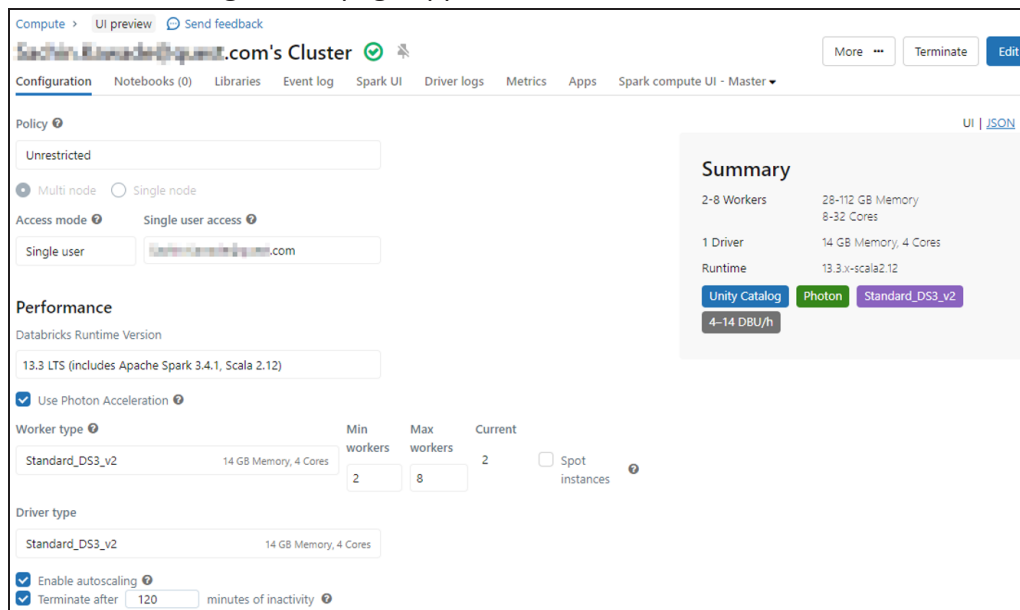 Compute > UI preview Send feedback
.com's Cluster
More ... Terminate Edit
Configuration Notebooks (0) Libraries Event log Spark UI Driver logs Metrics Apps Spark compute UI - Master
Policy
UI | JSON
Unrestricted
Multi node Single node
Access mode Single user access
Single user .com
Summary
2-8 Workers 28-112 GB Memory
8-32 Cores
1 Driver 14 GB Memory, 4 Cores
Runtime 13.3.x-scala2.12
Unity Catalog Photon Standard_DS3_v2
4–14 DBU/h
Performance
Databricks Runtime Version
13.3 LTS (includes Apache Spark 3.4.1, Scala 2.12)
Use Photon Acceleration
Worker type Min workers Max workers Current
Standard_DS3_v2 14 GB Memory, 4 Cores 2 8 2 Spot instances
Driver type
Standard_DS3_v2 14 GB Memory, 4 Cores
Enable autoscaling
Terminate after 120 minutes of inactivity